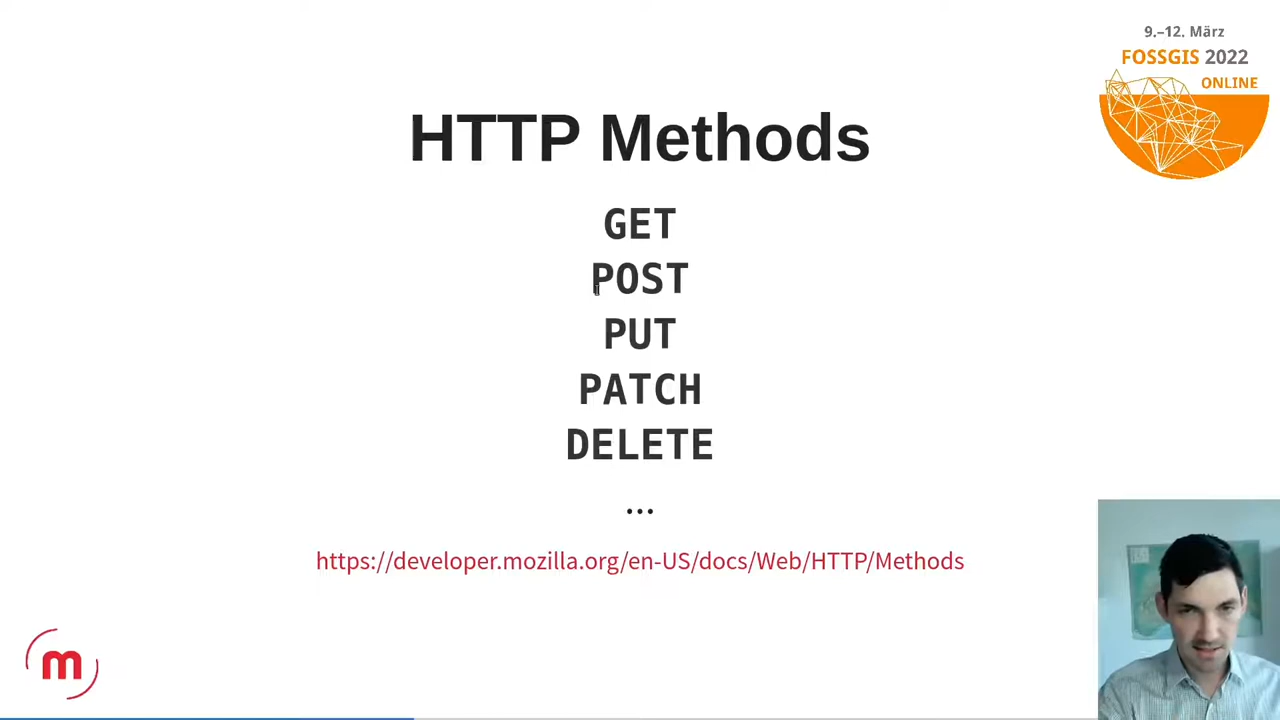 9.–12. März
FOSSGIS 2022
ONLINE
HTTP Methods
GET
POST
PUT
PATCH
DELETE
...
https://developer.mozilla.org/en-US/docs/Web/HTTP/Methods
m